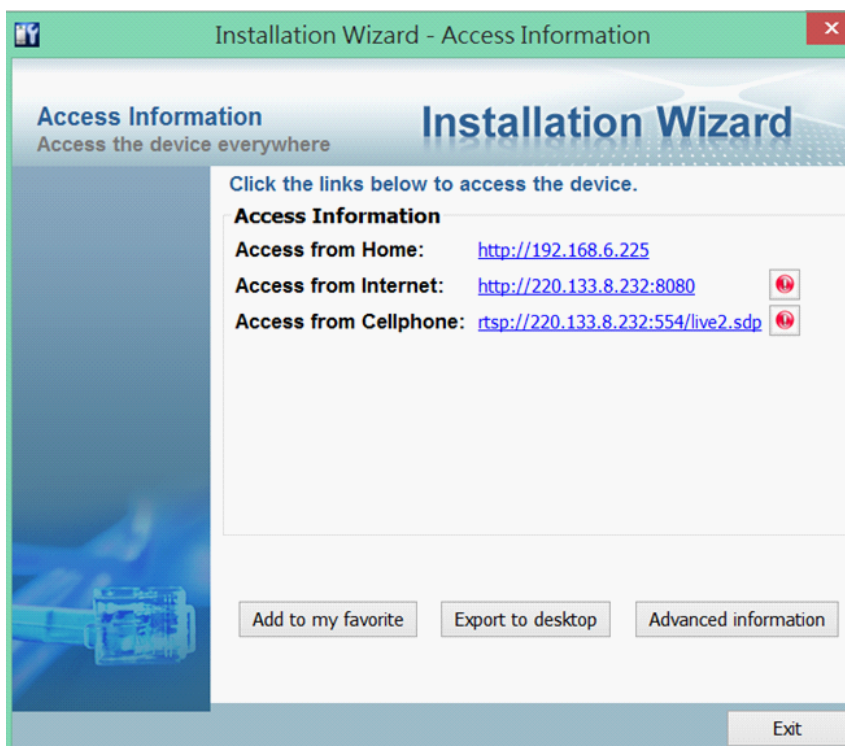 Installation Wizard - Access Information
Access Information
Installation Wizard
Access the device everywhere
Click the links below to access the device.
Access Information
Access from Home: http://192.168.6.225
Access from Internet: http://220.133.8.232:8080
Access from Cellphone: rtsp://220.133.8.232:554/live2.sdp
Add to my favorite Export to desktop Advanced information
Exit